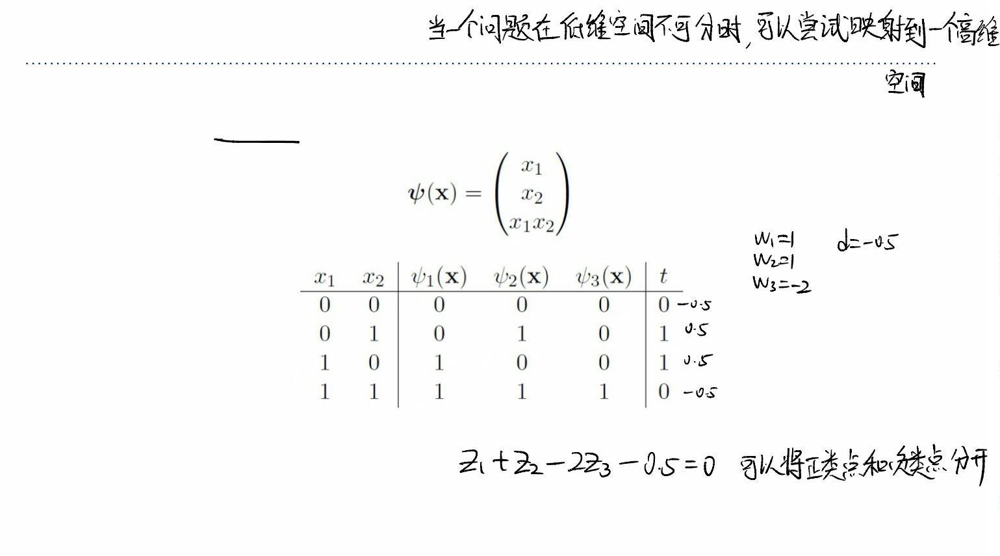 当一个问题在低维空间不可分时,可以尝试映射到一个高维
空间
ψ(x) = (x₁ x₂ x₁x₂)
w₁=1 d=-0.5
w₂=1
w₃=-2
x₁ x₂ ψ₁(x) ψ₂(x) ψ₃(x) t
0 0 0 0 0 0 -0.5
0 1 0 1 0 1 0.5
1 0 1 0 0 1 0.5
1 1 1 1 1 0 -0.5
z₁+z₂-2z₃-0.5=0 可以将正类点和负类点分开